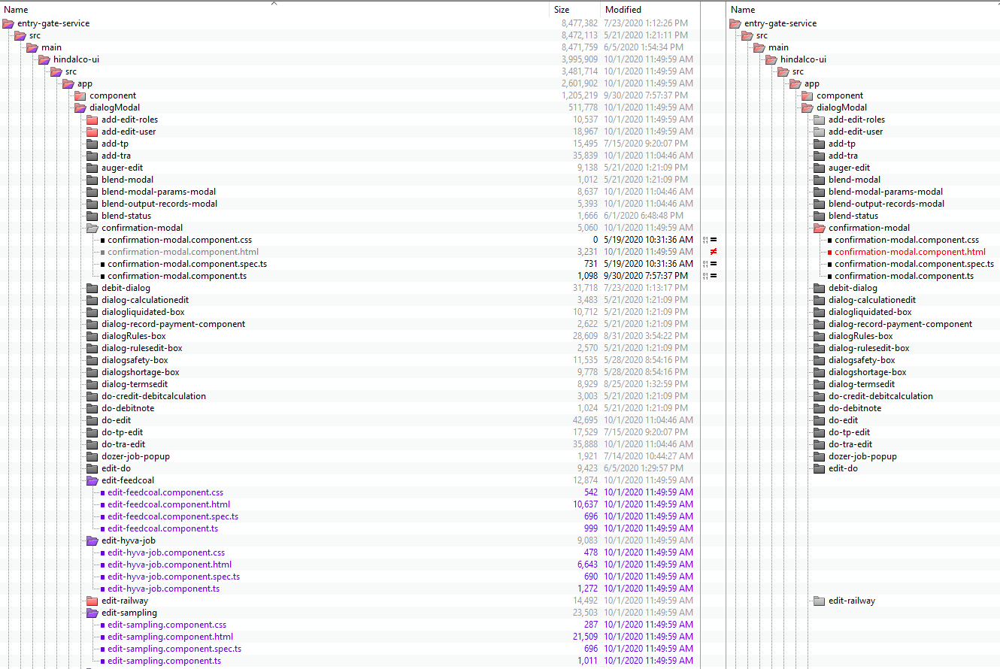 Name Size Modified Name
entry-gate-service 8,477,382 7/23/2020 1:12:26 PM entry-gate-service
src 8,472,113 5/21/2020 1:21:11 PM src
main 8,471,759 6/5/2020 1:54:34 PM main
hindalco-ui 3,995,909 10/1/2020 11:49:59 AM hindalco-ui
src 3,481,714 10/1/2020 11:49:59 AM src
app 2,601,902 10/1/2020 11:49:59 AM app
component 1,205,219 9/30/2020 7:57:37 PM component
dialogModal 511,778 10/1/2020 11:49:59 AM dialogModal
add-edit-roles 10,537 10/1/2020 11:49:59 AM add-edit-roles
add-edit-user 18,967 10/1/2020 11:49:59 AM add-edit-user
add-tp 15,495 7/15/2020 9:20:07 PM add-tp
add-tra 35,839 10/1/2020 11:04:46 AM add-tra
auger-edit 9,138 5/21/2020 1:21:09 PM auger-edit
blend-modal 1,012 5/21/2020 1:21:09 PM blend-modal
blend-modal-params-modal 8,637 10/1/2020 11:04:46 AM blend-modal-params-modal
blend-output-records-modal 5,393 10/1/2020 11:04:46 AM blend-output-records-modal
blend-status 1,666 6/1/2020 6:48:48 PM blend-status
confirmation-modal 5,060 10/1/2020 11:49:59 AM confirmation-modal
confirmation-modal.component.css 0 5/19/2020 10:31:36 AM = confirmation-modal.component.css
confirmation-modal.component.html 3,231 10/1/2020 11:49:59 AM ≠ confirmation-modal.component.html
confirmation-modal.component.spec.ts 731 5/19/2020 10:31:36 AM = confirmation-modal.component.spec.ts
confirmation-modal.component.ts 1,098 9/30/2020 7:57:37 PM = confirmation-modal.component.ts
debit-dialog 31,718 7/23/2020 1:13:17 PM debit-dialog
dialog-calculationedit 3,483 5/21/2020 1:21:09 PM dialog-calculationedit
dialogliquidated-box 10,712 5/21/2020 1:21:09 PM dialogliquidated-box
dialog-record-payment-component 2,622 5/21/2020 1:21:09 PM dialog-record-payment-component
dialogRules-box 28,609 8/31/2020 3:54:22 PM dialogRules-box
dialog-rulesedit-box 2,570 5/21/2020 1:21:09 PM dialog-rulesedit-box
dialogsafety-box 11,535 5/28/2020 8:54:16 PM dialogsafety-box
dialogshortage-box 9,778 5/28/2020 8:54:16 PM dialogshortage-box
dialog-termsedit 8,929 8/25/2020 1:32:59 PM dialog-termsedit
do-credit-debitcalculation 3,003 5/21/2020 1:21:09 PM do-credit-debitcalculation
do-debitnote 1,024 5/21/2020 1:21:09 PM do-debitnote
do-edit 42,695 10/1/2020 11:04:46 AM do-edit
do-tp-edit 17,529 7/15/2020 9:20:07 PM do-tp-edit
do-tra-edit 35,888 10/1/2020 11:04:46 AM do-tra-edit
dozer-job-popup 1,921 7/14/2020 10:44:27 AM dozer-job-popup
edit-do 9,423 6/5/2020 1:29:57 PM edit-do
edit-feedcoal 12,874 10/1/2020 11:49:59 AM
edit-feedcoal.component.css 542 10/1/2020 11:49:59 AM
edit-feedcoal.component.html 10,637 10/1/2020 11:49:59 AM
edit-feedcoal.component.spec.ts 696 10/1/2020 11:49:59 AM
edit-feedcoal.component.ts 999 10/1/2020 11:49:59 AM
edit-hyva-job 9,083 10/1/2020 11:49:59 AM
edit-hyva-job.component.css 478 10/1/2020 11:49:59 AM
edit-hyva-job.component.html 6,643 10/1/2020 11:49:59 AM
edit-hyva-job.component.spec.ts 690 10/1/2020 11:49:59 AM
edit-hyva-job.component.ts 1,272 10/1/2020 11:49:59 AM
edit-railway 14,492 10/1/2020 11:49:59 AM edit-railway
edit-sampling 23,503 10/1/2020 11:49:59 AM
edit-sampling.component.css 287 10/1/2020 11:49:59 AM
edit-sampling.component.html 21,509 10/1/2020 11:49:59 AM
edit-sampling.component.spec.ts 696 10/1/2020 11:49:59 AM
edit-sampling.component.ts 1,011 10/1/2020 11:49:59 AM